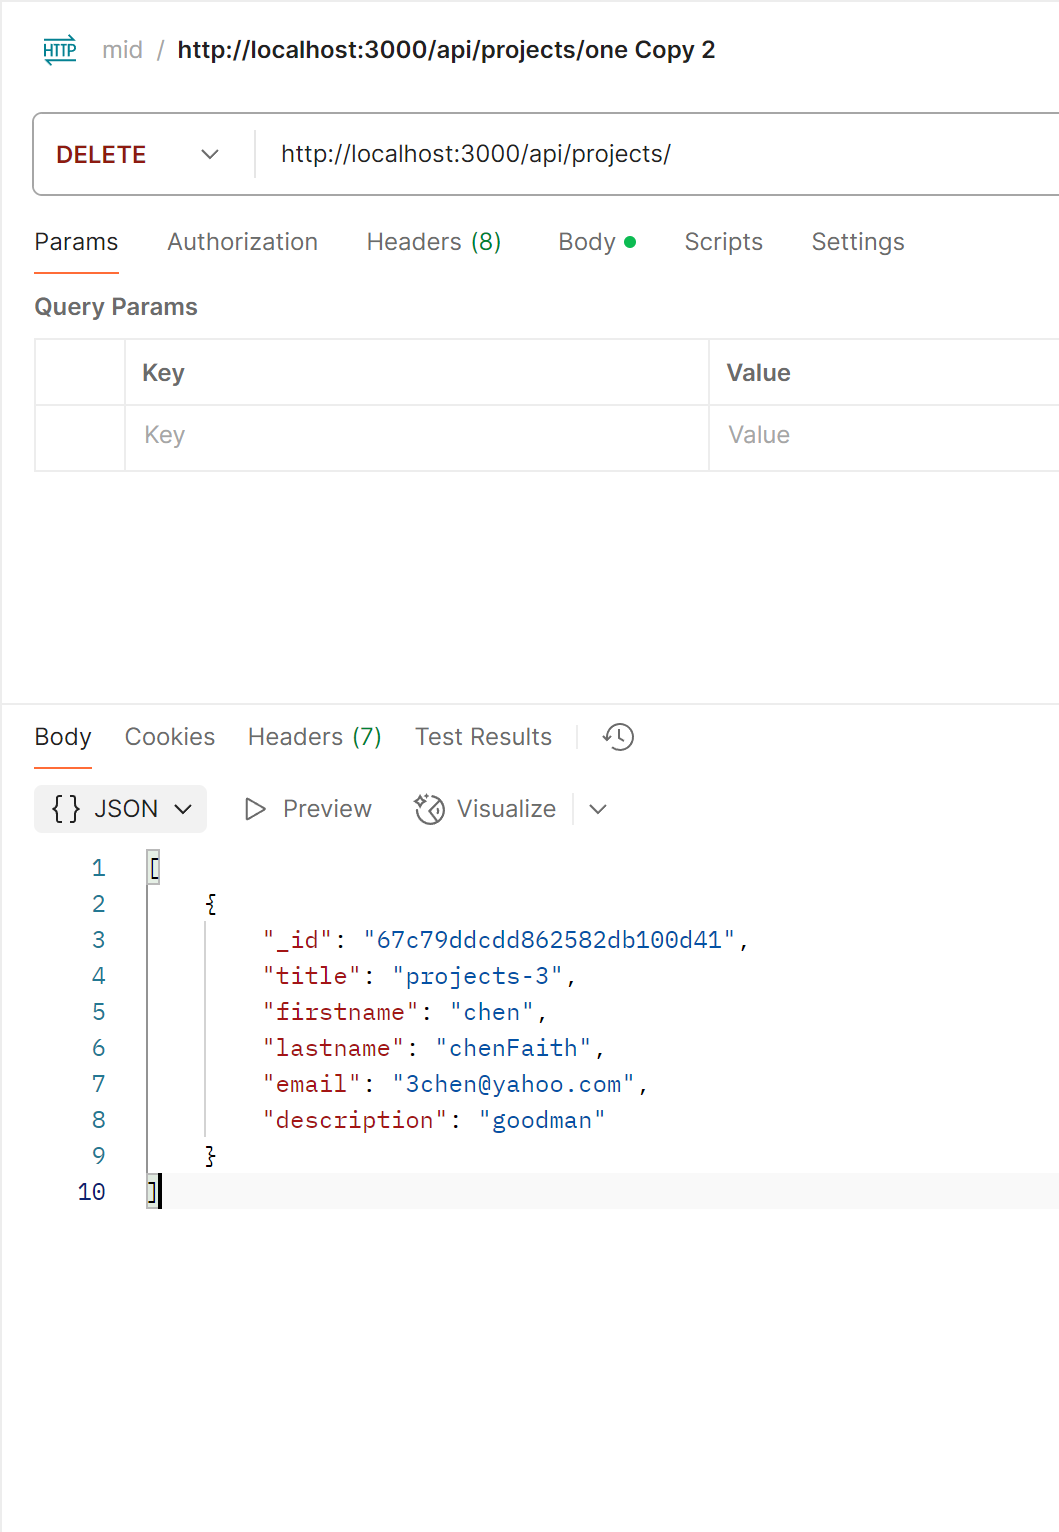 HTTP mid / http://localhost:3000/api/projects/one Copy 2
DELETE http://localhost:3000/api/projects/
Params Authorization Headers (8) Body Scripts Settings
Query Params
Key Value
Key Value
Body Cookies Headers (7) Test Results
{} JSON Preview Visualize
1 [
2 {
3 "_id": "67c79ddcdd862582db100d41",
4 "title": "projects-3",
5 "firstname": "chen",
6 "lastname": "chenFaith",
7 "email": "3chen@yahoo.com",
8 "description": "goodman"
9 }
10 ]